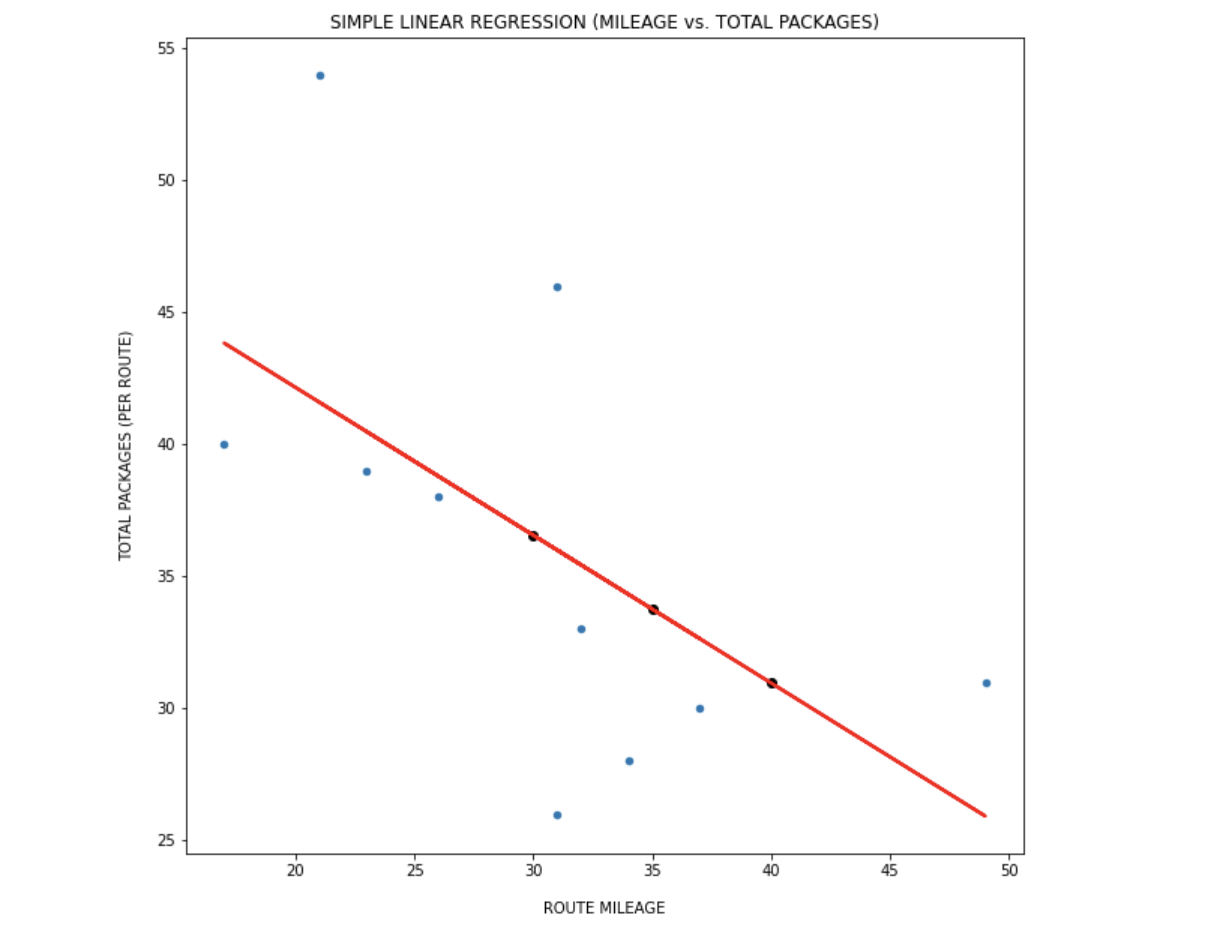 SIMPLE LINEAR REGRESSION (MILEAGE vs. TOTAL PACKAGES)
55
50
45
40
35
30
25
TOTAL PACKAGES (PER ROUTE)
20 25 30 35 40 45 50
ROUTE MILEAGE